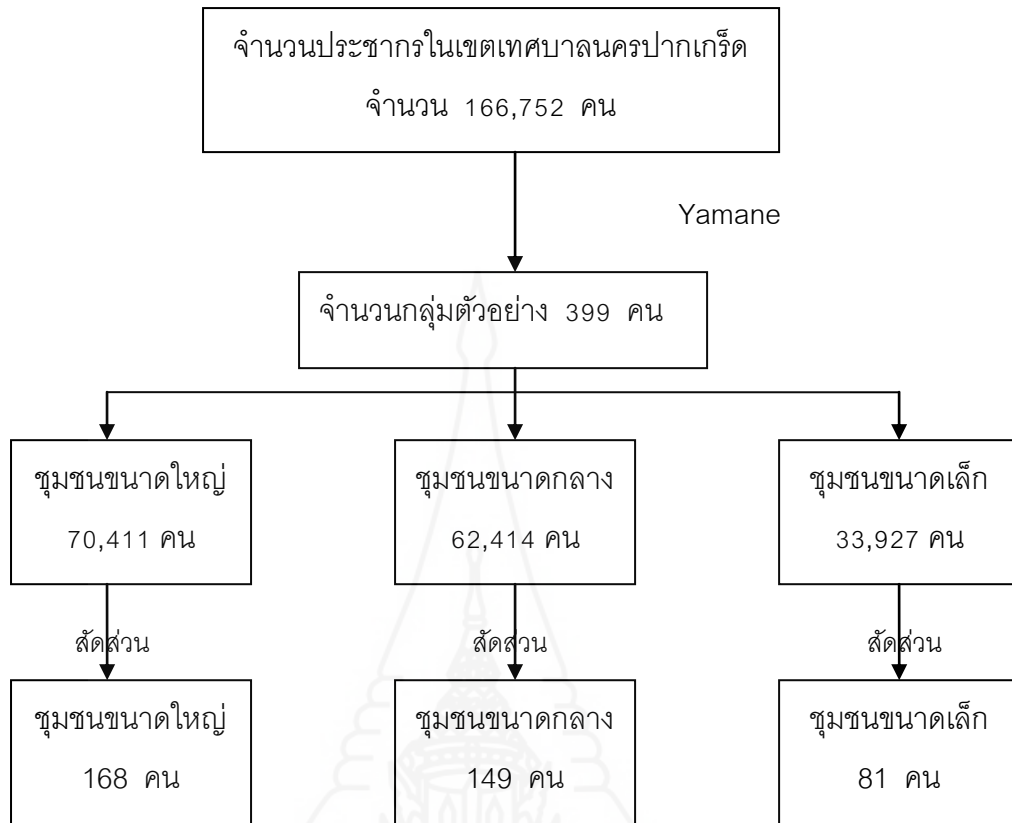 จำนวนประชากรในเขตเทศบาลนครปากเกร็ด
จำนวน 166,752 คน
Yamane
จำนวนกลุ่มตัวอย่าง 399 คน
ชุมชนขนาดใหญ่
70,411 คน
ชุมชนขนาดกลาง
62,414 คน
ชุมชนขนาดเล็ก
33,927 คน
สัดส่วน
สัดส่วน
สัดส่วน
ชุมชนขนาดใหญ่
168 คน
ชุมชนขนาดกลาง
149 คน
ชุมชนขนาดเล็ก
81 คน